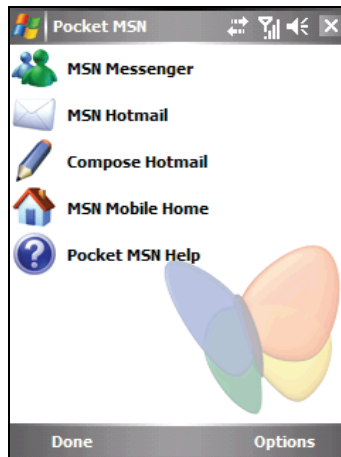 Pocket MSN
MSN Messenger
MSN Hotmail
Compose Hotmail
MSN Mobile Home
Pocket MSN Help
Done Options